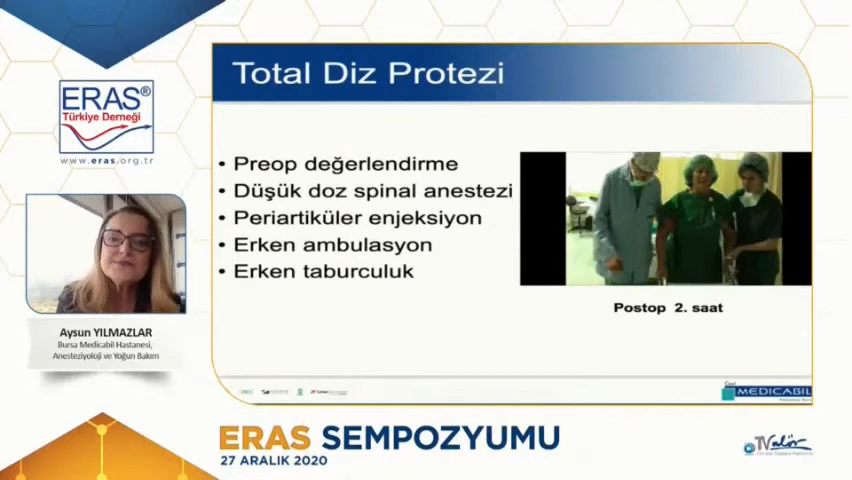 Total Diz Protezi
ERAS®
Türkiye Derneği
www.eras.org.tr
• Preop değerlendirme
• Düşük doz spinal anestezi
• Periartiküler enjeksiyon
• Erken ambulasyon
• Erken taburculuk
Postop 2. saat
Aysun YILMAZLAR
Bursa Medicabil Hastanesi,
Anesteziyoloji ve Yoğun Bakım
MEDICABIL
ERAS SEMPOZYUMU
27 ARALIK 2020
TValör